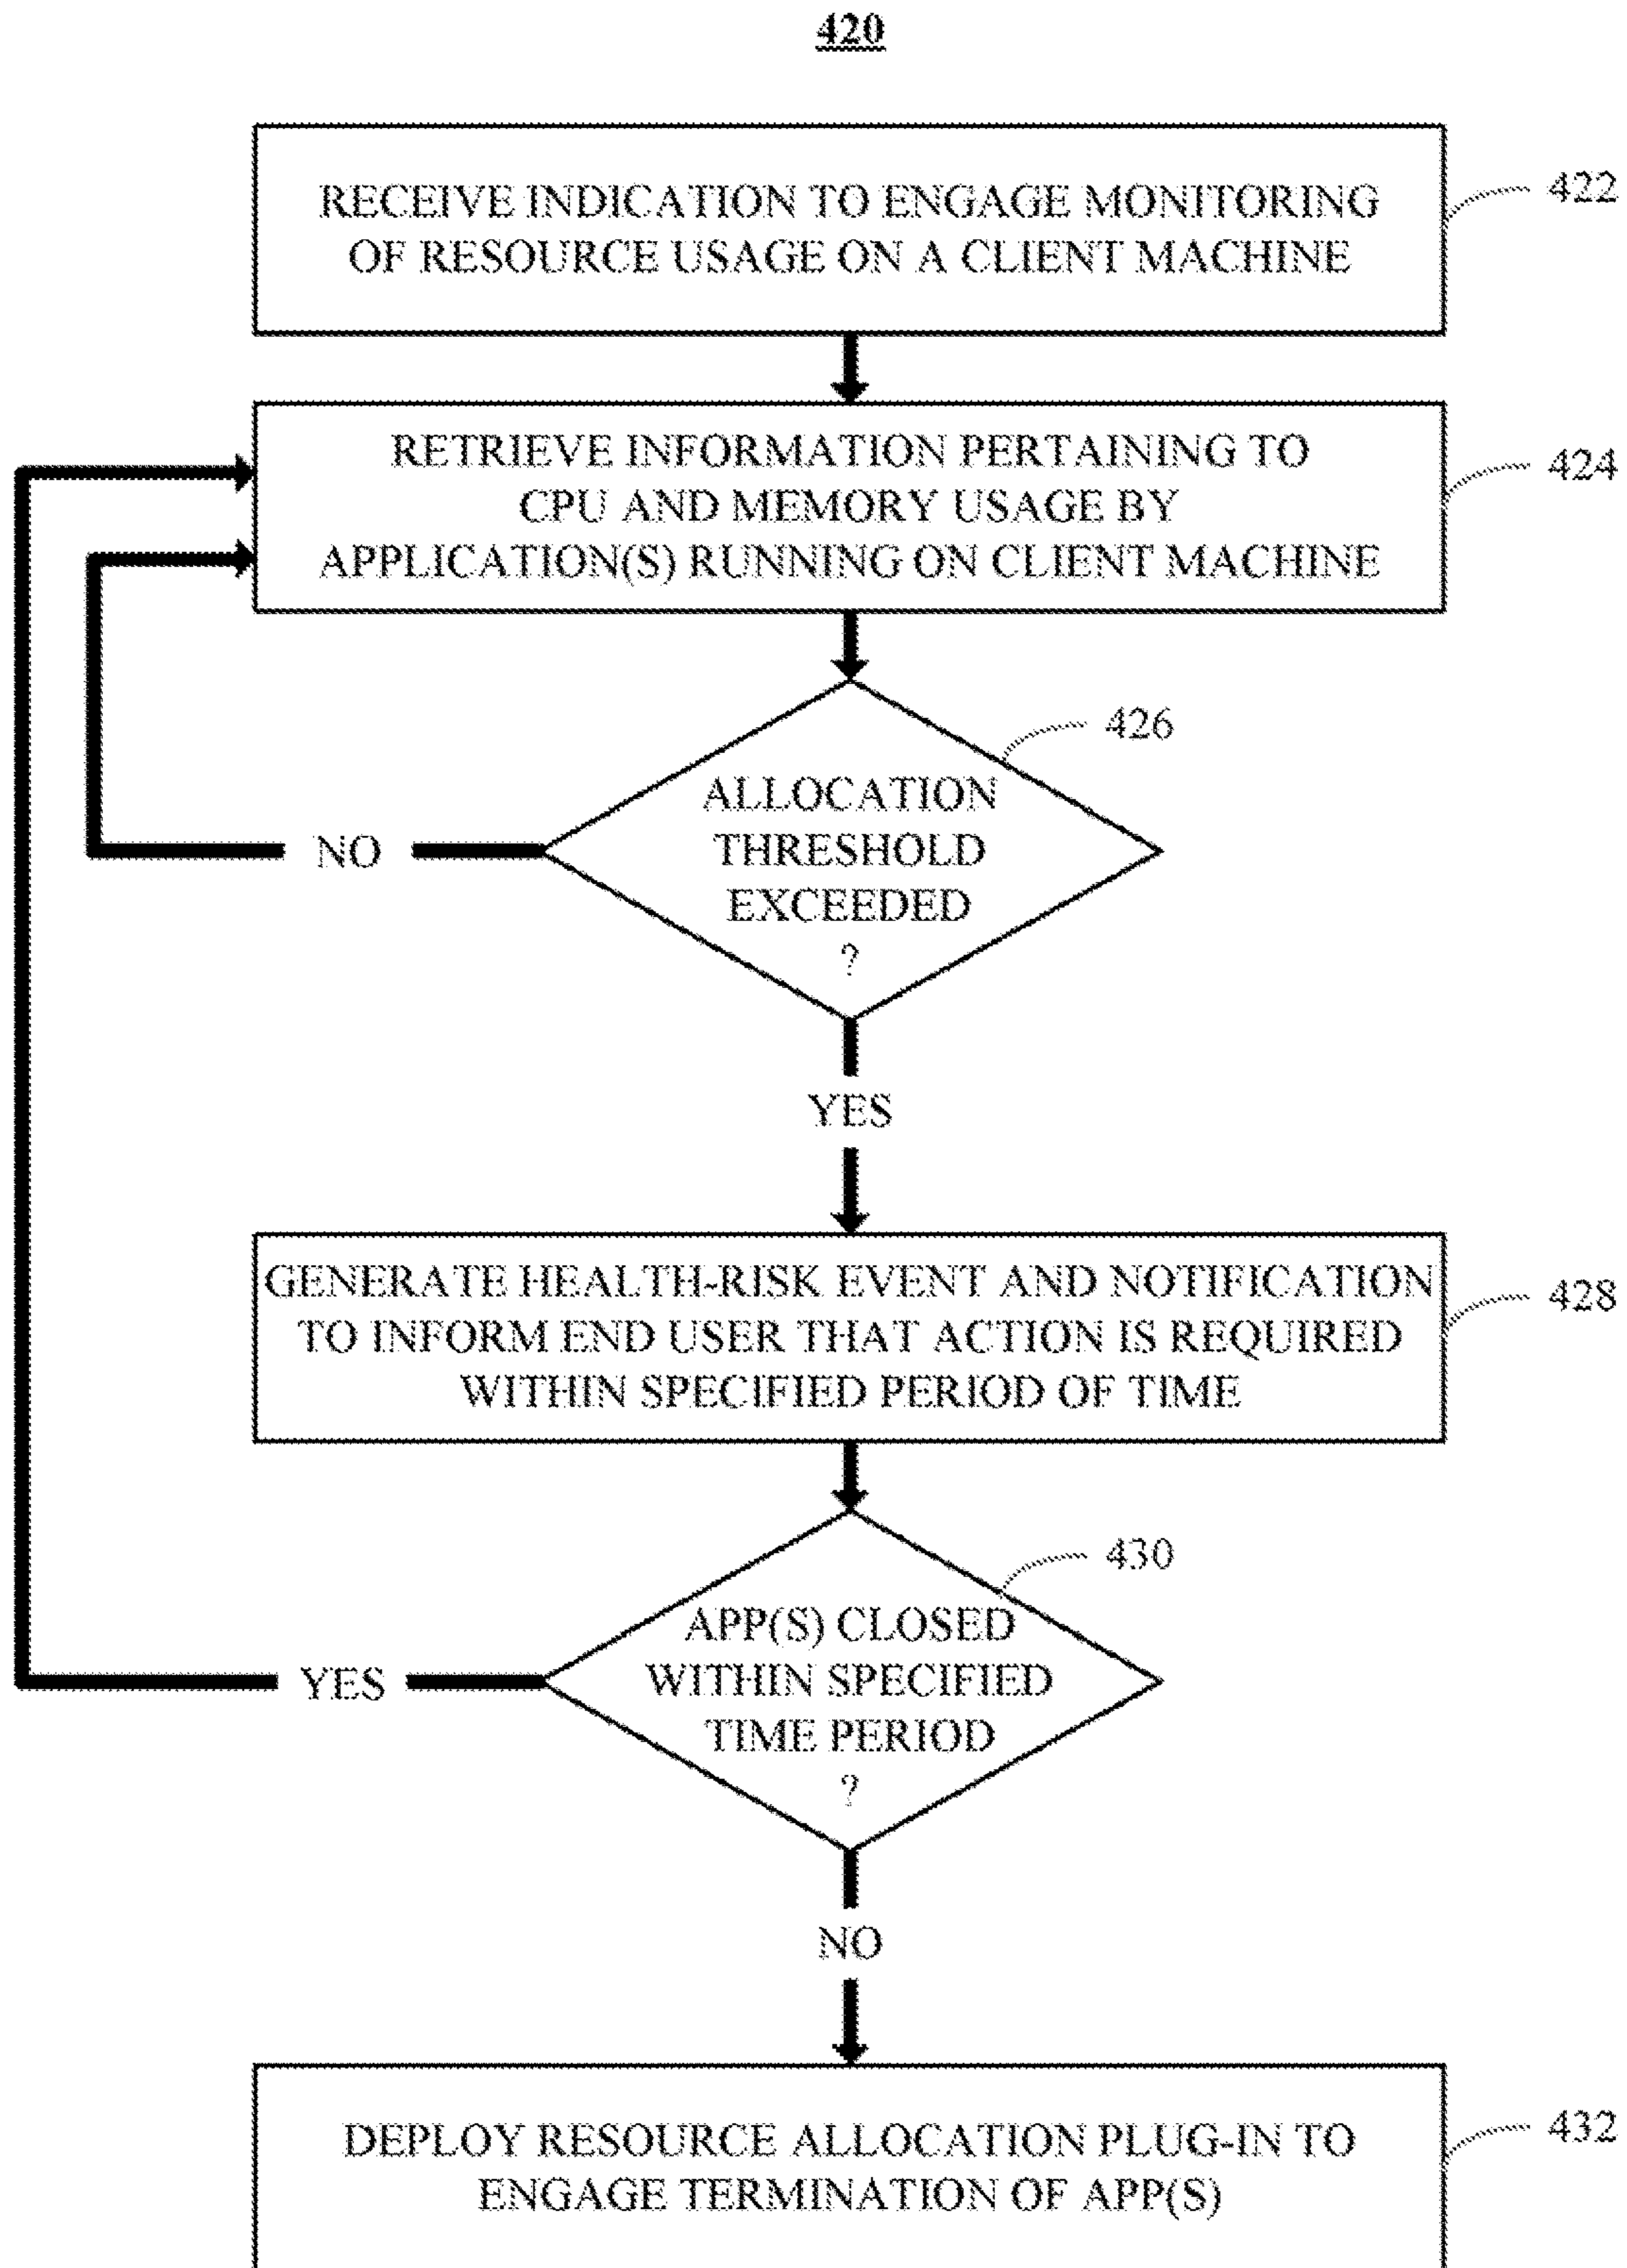 420
RECEIVE INDICATION TO ENGAGE MONITORING
OF RESOURCE USAGE ON A CLIENT MACHINE
422
RETRIEVE INFORMATION PERTAINING TO
CPU AND MEMORY USAGE BY
APPLICATION(S) RUNNING ON CLIENT MACHINE
424
426
ALLOCATION
THRESHOLD
EXCEEDED
?
NO
YES
GENERATE HEALTH-RISK EVENT AND NOTIFICATION
TO INFORM END USER THAT ACTION IS REQUIRED
WITHIN SPECIFIED PERIOD OF TIME
428
430
APP(S) CLOSED
WITHIN SPECIFIED
TIME PERIOD
?
YES
NO
DEPLOY RESOURCE ALLOCATION PLUG-IN TO
ENGAGE TERMINATION OF APP(S)
432